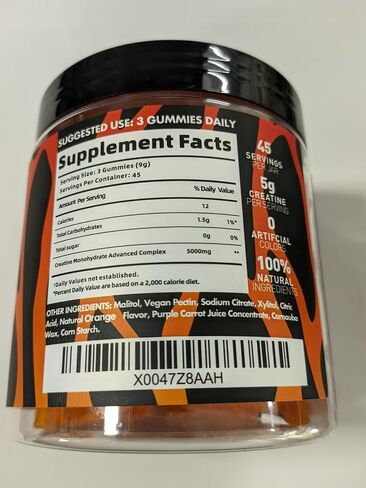 SUGGESTED USE: 3 GUMMIES DAILY
Supplement Facts
Serving Size: 3 Gummies (9g)
Servings Per Container: 45
Amount Per Serving % Daily Value
Calories 12
Total Carbohydrates 1.5g 1%*
Total sugar 0g 0%
Creatine Monohydrate Advanced Complex 5000mg **
†Daily Values not established.
*Percent Daily Value are based on a 2,000 calorie diet.
45
SERVINGS
PER JAR
5g
CREATINE
PER SERVING
0
ARTIFCIAL
COLORS
100%
NATURAL
INGREDIENTS
OTHER INGREDIENTS: Malitol, Vegan Pectin, Sodium Citrate, Xylitol, Citric
Acid, Natural Orange Flavor, Purple Carrot Juice Concentrate, Carnauba
Wax, Corn Starch.
X0047Z8AAH